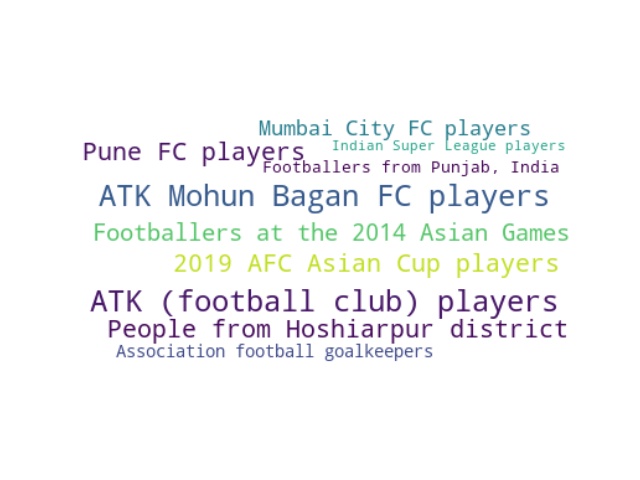 Mumbai City FC players
Indian Super League players
Pune FC players
Footballers from Punjab, India
ATK Mohun Bagan FC players
Footballers at the 2014 Asian Games
2019 AFC Asian Cup players
ATK (football club) players
People from Hoshiarpur district
Association football goalkeepers